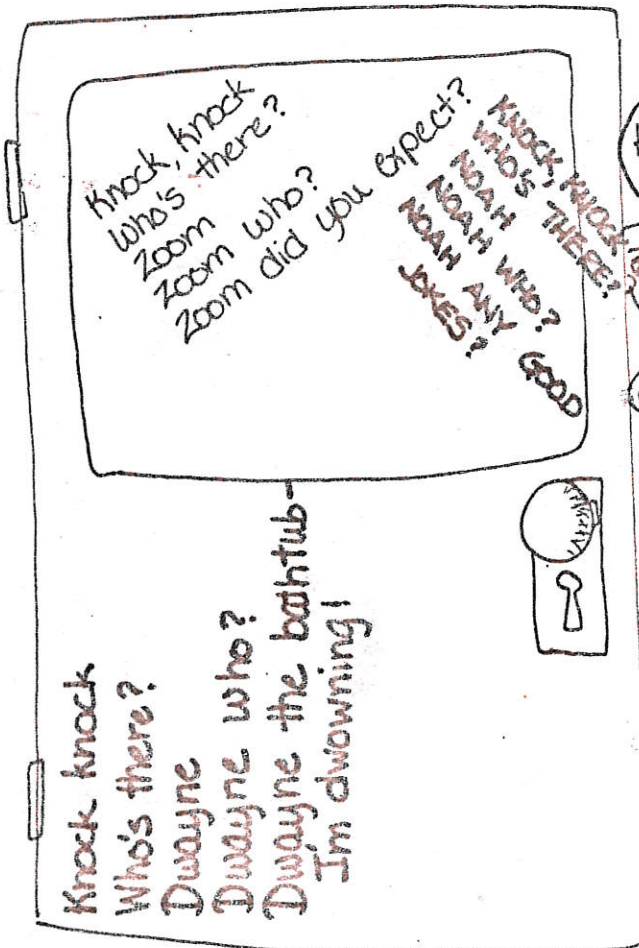 Knock, knock
Who's there?
Zoom
Zoom who?
Zoom did you expect?
KNOCK, KNOCK
WHO'S THERE?
NOAH
NOAH WHO?
NOAH ANY GOOD
JOKES?
Knock knock
Who's there?
Dwayne
Dwayne who?
Dwayne the bathtub-
I'm dwowning!